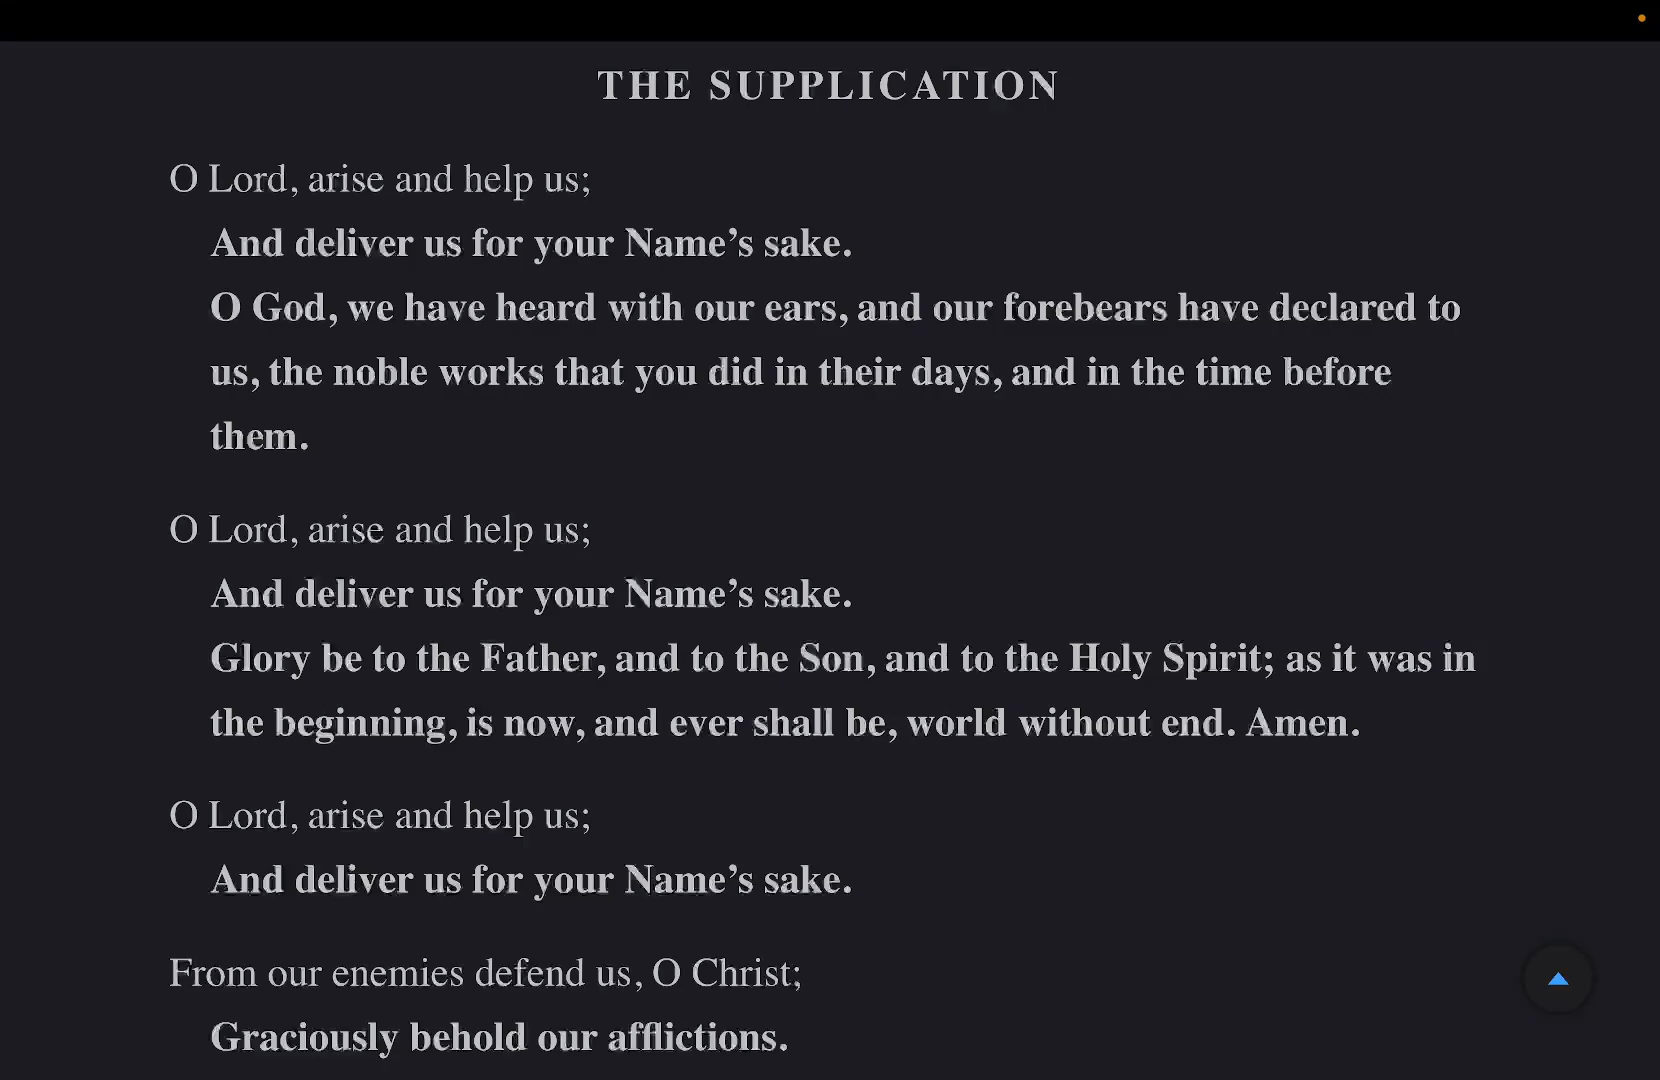 THE SUPPLICATION
O Lord, arise and help us;
And deliver us for your Name’s sake.
O God, we have heard with our ears, and our forebears have declared to
us, the noble works that you did in their days, and in the time before
them.
O Lord, arise and help us;
And deliver us for your Name’s sake.
Glory be to the Father, and to the Son, and to the Holy Spirit; as it was in
the beginning, is now, and ever shall be, world without end. Amen.
O Lord, arise and help us;
And deliver us for your Name’s sake.
From our enemies defend us, O Christ;
Graciously behold our afflictions.